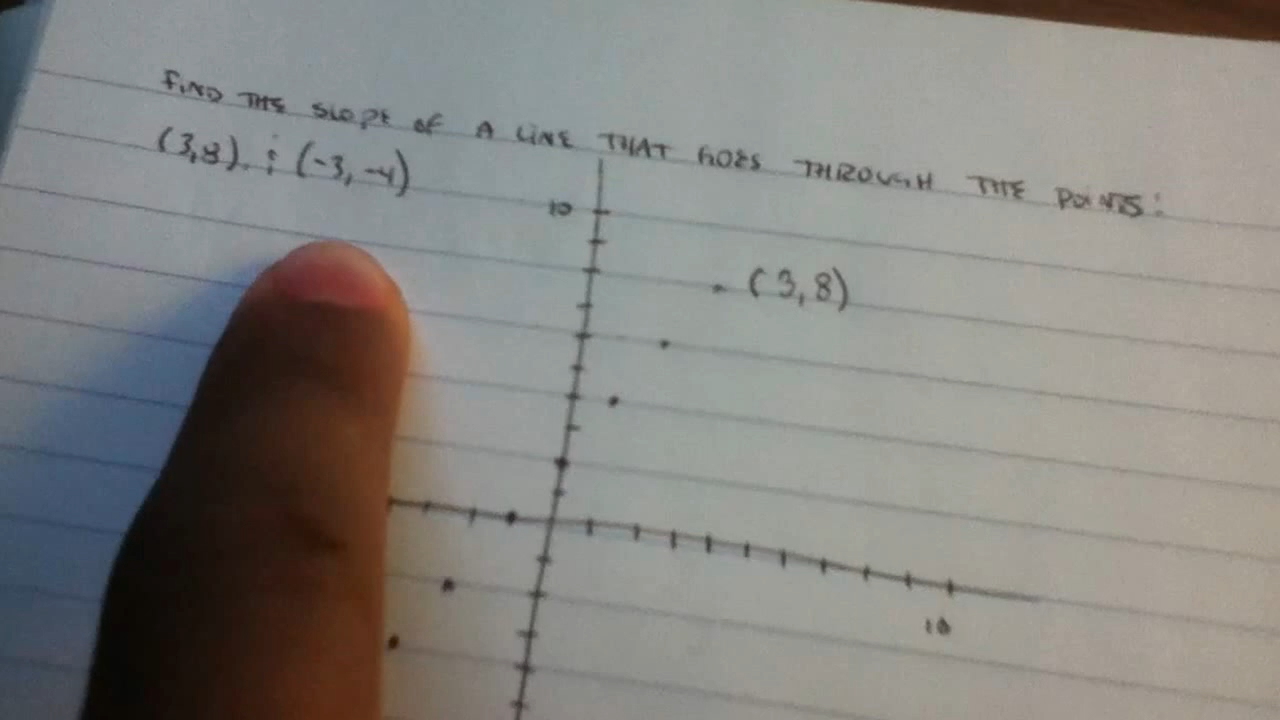 FIND THE SLOPE OF A LINE THAT GOES THROUGH THE POINTS:
(3,8) ; (-3,-4)
10
(3,8)
10